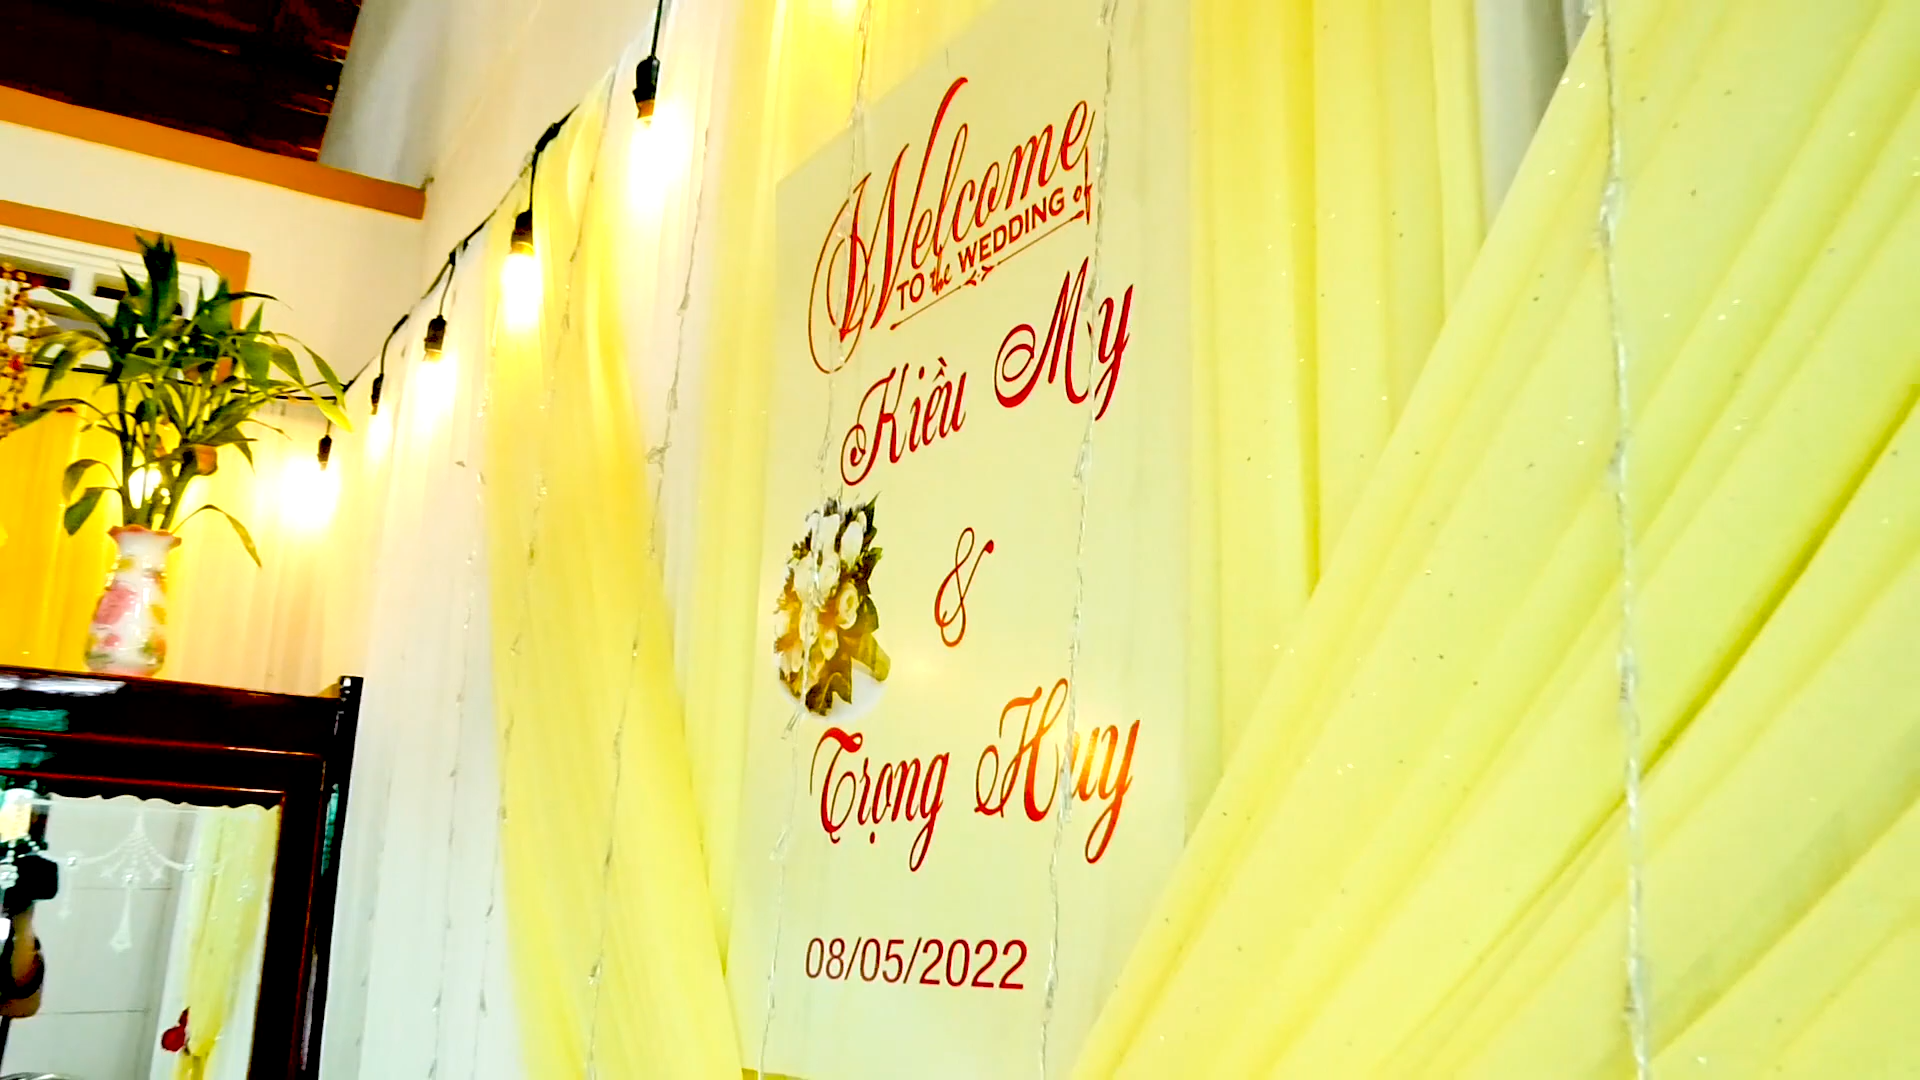 Welcome
TO the WEDDING of
Kiều My
&
Trọng Huy
08/05/2022